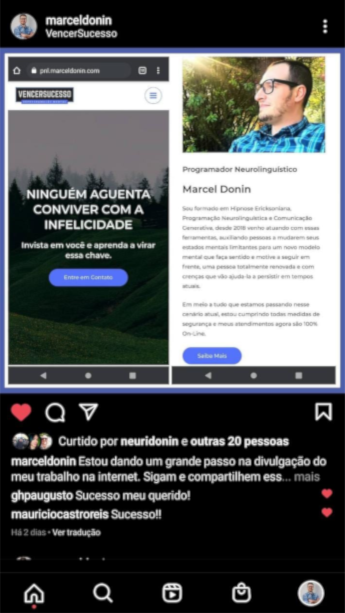 marceldonin
VencerSucesso
pnl.marceldonin.com
VENCERSUCESSO
NINGUÉM AGUENTA
CONVIVER COM A
INFELICIDADE
Invista em você e aprenda a virar
essa chave.
Entre em Contato
Programador Neurolinguístico
Marcel Donin
Sou formado em Hipnose Ericksoniana,
Programação Neurolinguística e Comunicação
Generativa, desde 2018 venho atuando com essas
ferramentas, auxiliando pessoas a mudarem seus
estados mentais limitantes para um novo modelo
mental que faça sentido e motive a seguir em
frente, uma pessoa totalmente renovada e com
crenças que vão ajuda-la a persistir em tempos
atuais.
Em meio a tudo que estamos passando nesse
cenário atual, estou cumprindo todas medidas de
segurança e meus atendimentos agora são 100%
On-Line.
Saiba Mais
Curtido por neuridonin e outras 20 pessoas
marceldonin Estou dando um grande passo na divulgação do
meu trabalho na internet. Sigam e compartilhem ess... mais
ghpaugusto Sucesso meu querido!
mauriciocastroreis Sucesso!!
Há 2 dias • Ver tradução